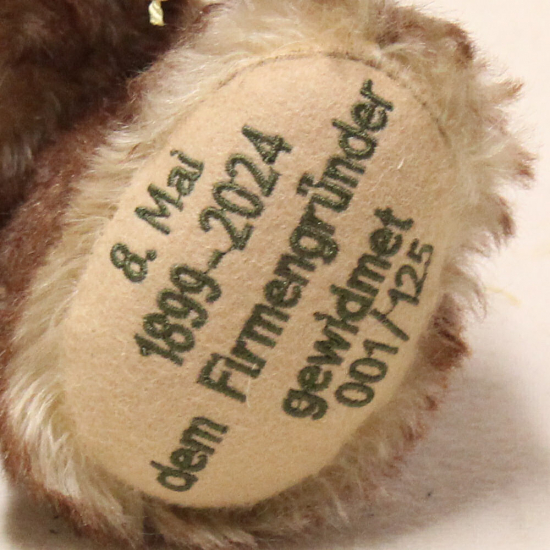 8. Mai
1899-2024
dem Firmengründer
gewidmet
001/125